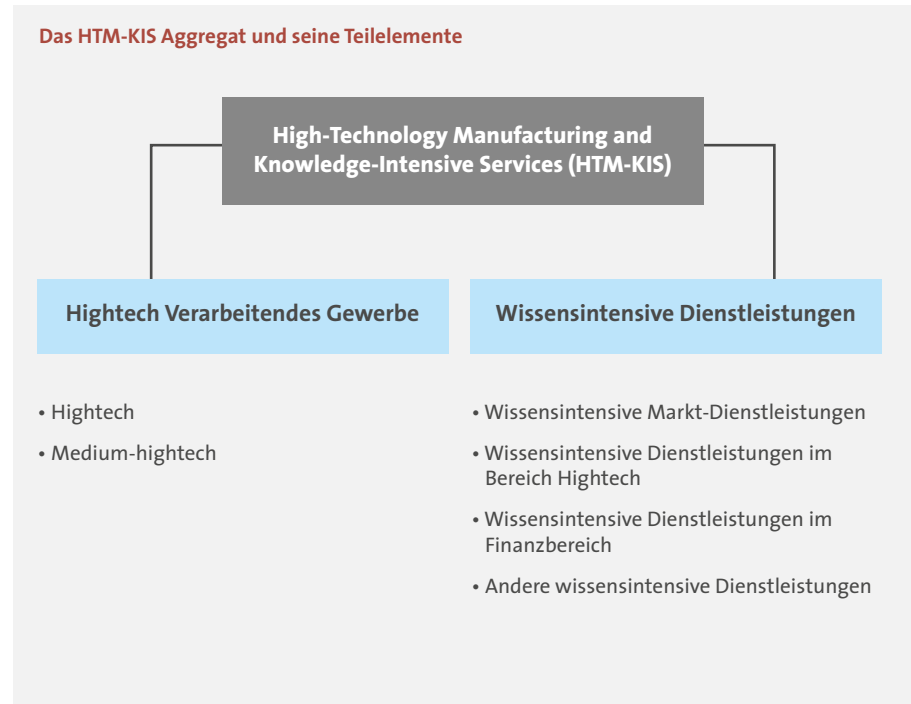 Das HTM-KIS Aggregat und seine Teilelemente
High-Technology Manufacturing and
Knowledge-Intensive Services (HTM-KIS)
Hightech Verarbeitendes Gewerbe
• Hightech
• Medium-hightech
Wissensintensive Dienstleistungen
• Wissensintensive Markt-Dienstleistungen
• Wissensintensive Dienstleistungen im
Bereich Hightech
• Wissensintensive Dienstleistungen im
Finanzbereich
• Andere wissensintensive Dienstleistungen